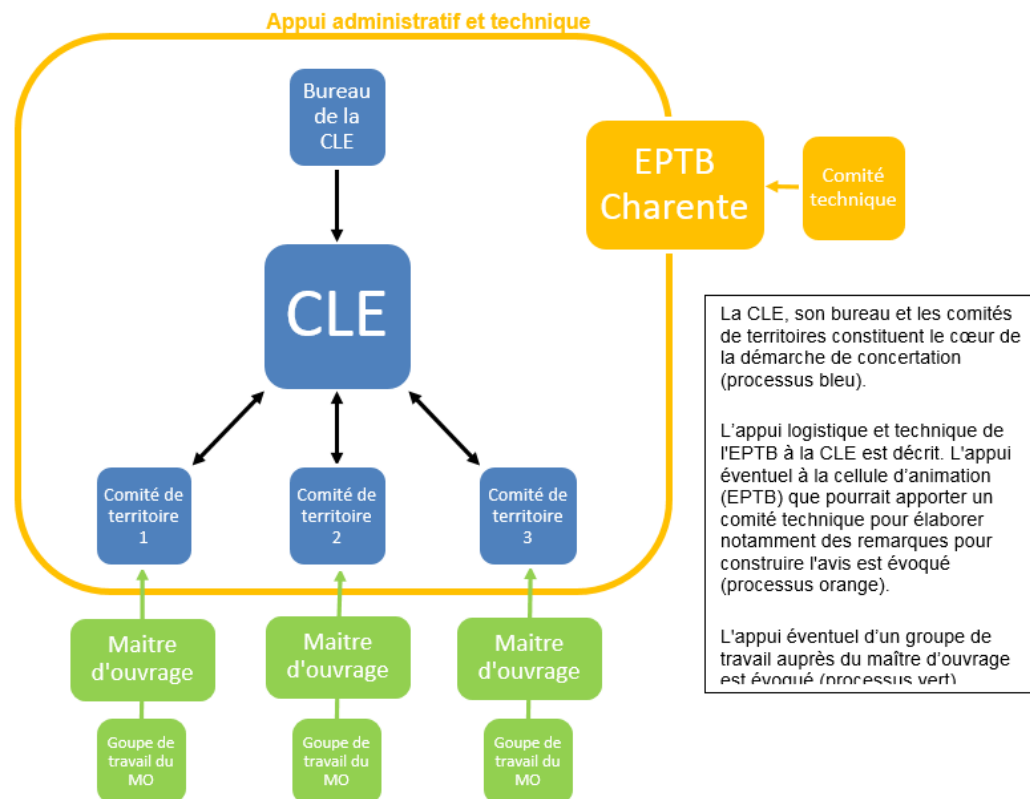 Appui administratif et technique
Bureau
de la
CLE
EPTB
Charente
Comité
technique
CLE
La CLE, son bureau et les comités
de territoires constituent le cœur de
la démarche de concertation
(processus bleu).
L'appui logistique et technique de
l'EPTB à la CLE est décrit. L'appui
éventuel à la cellule d'animation
(EPTB) que pourrait apporter un
comité technique pour élaborer
notamment des remarques pour
construire l'avis est évoqué
(processus orange).
L'appui éventuel d'un groupe de
travail auprès du maître d'ouvrage
est évoqué (processus vert)
Comité de
territoire
1
Comité de
territoire
2
Comité de
territoire
3
Maitre
d'ouvrage
Maitre
d'ouvrage
Maitre
d'ouvrage
Goupe de
travail du
MO
Goupe de
travail du
MO
Goupe de
travail du
MO